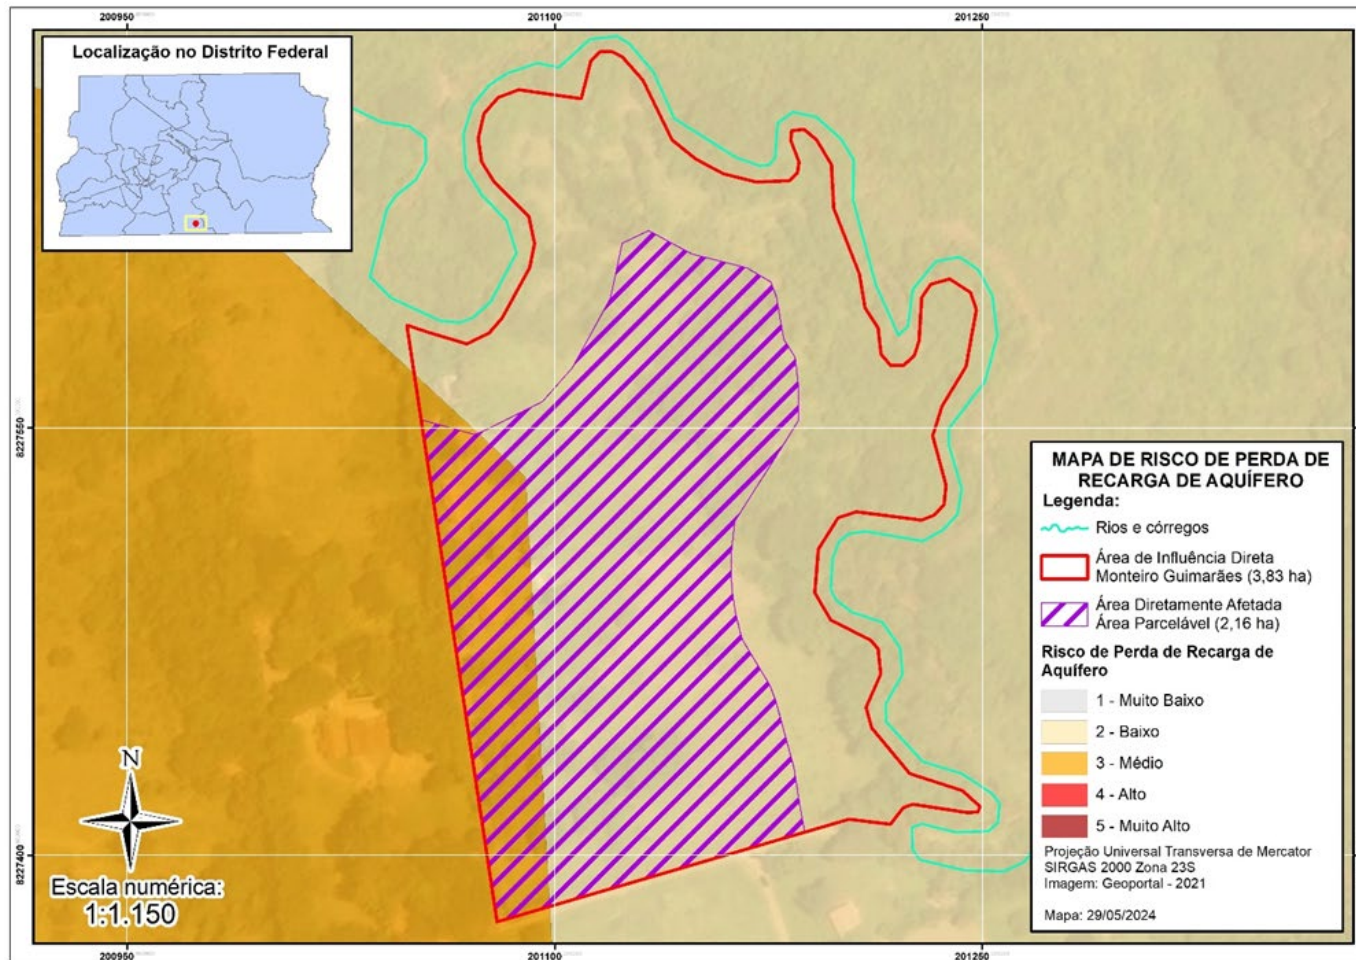 200950
201100
201250
Localização no Distrito Federal
8227550
8227400
MAPA DE RISCO DE PERDA DE
RECARGA DE AQUÍFERO
Legenda:
Rios e córregos
Área de Influência Direta
Monteiro Guimarães (3,83 ha)
Área Diretamente Afetada
Área Parcelável (2,16 ha)
Risco de Perda de Recarga de
Aquífero
1 - Muito Baixo
2 - Baixo
3 - Médio
4 - Alto
5 - Muito Alto
Projeção Universal Transversa de Mercator
SIRGAS 2000 Zona 23S
Imagem: Geoportal - 2021
Mapa: 29/05/2024
N
Escala numérica:
1:1.150
200950
201100
201250